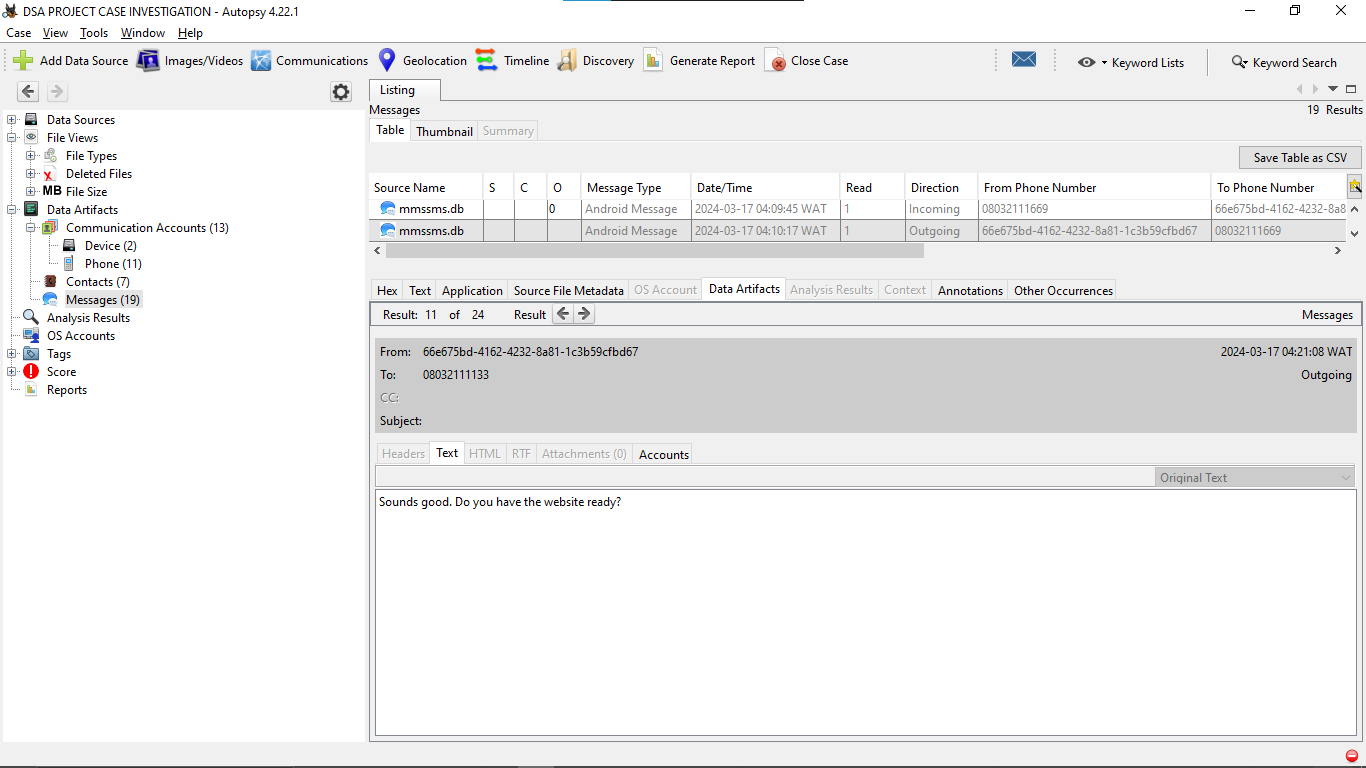 DSA PROJECT CASE INVESTIGATION - Autopsy 4.22.1
Case View Tools Window Help
Add Data Source Images/Videos Communications Geolocation Timeline Discovery Generate Report Close Case Keyword Lists Keyword Search
Data Sources
File Views
File Types
Deleted Files
MB File Size
Data Artifacts
Communication Accounts (13)
Device (2)
Phone (11)
Contacts (7)
Messages (19)
Analysis Results
OS Accounts
Tags
Score
Reports
Listing
Messages 19 Results
Table Thumbnail Summary
Save Table as CSV
Source Name S C O Message Type Date/Time Read Direction From Phone Number To Phone Number
mmssms.db 0 Android Message 2024-03-17 04:09:45 WAT 1 Incoming 08032111669 66e675bd-4162-4232-8a8
mmssms.db Android Message 2024-03-17 04:10:17 WAT 1 Outgoing 66e675bd-4162-4232-8a81-1c3b59cfbd67 08032111669
Hex Text Application Source File Metadata OS Account Data Artifacts Analysis Results Context Annotations Other Occurrences
Result: 11 of 24 Result Messages
From: 66e675bd-4162-4232-8a81-1c3b59cfbd67 2024-03-17 04:21:08 WAT
To: 08032111133 Outgoing
CC:
Subject:
Headers Text HTML RTF Attachments (0) Accounts
Original Text
Sounds good. Do you have the website ready?